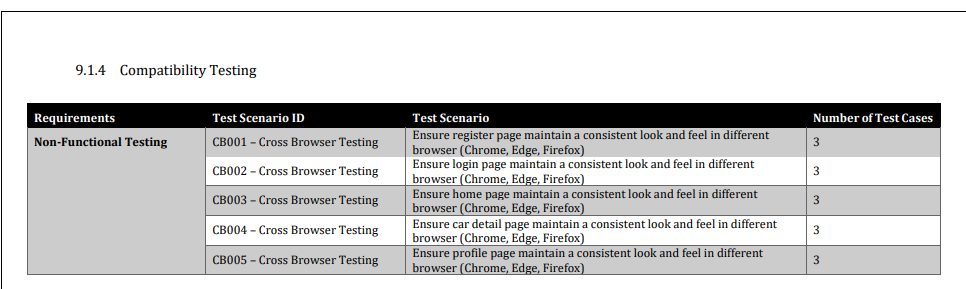 9.1.4 Compatibility Testing
Requirements Test Scenario ID Test Scenario Number of Test Cases
Non-Functional Testing CB001 – Cross Browser Testing Ensure register page maintain a consistent look and feel in different
browser (Chrome, Edge, Firefox) 3
CB002 – Cross Browser Testing Ensure login page maintain a consistent look and feel in different
browser (Chrome, Edge, Firefox) 3
CB003 – Cross Browser Testing Ensure home page maintain a consistent look and feel in different
browser (Chrome, Edge, Firefox) 3
CB004 – Cross Browser Testing Ensure car detail page maintain a consistent look and feel in different
browser (Chrome, Edge, Firefox) 3
CB005 – Cross Browser Testing Ensure profile page maintain a consistent look and feel in different
browser (Chrome, Edge, Firefox) 3